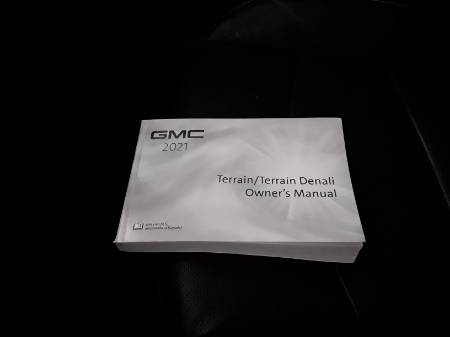 GMC
2021
Terrain/Terrain Denali
Owner's Manual